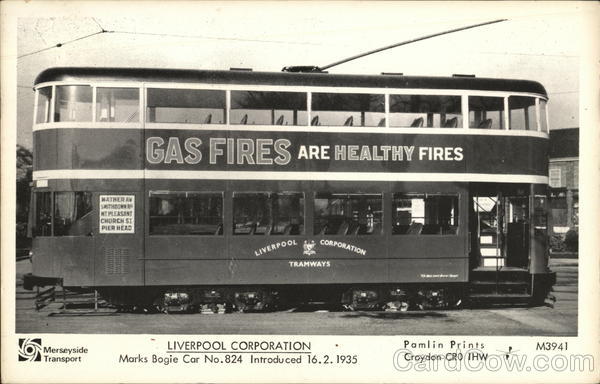 GAS FIRES ARE HEALTHY FIRES
MATHER AV.
SMITHDOWN RD.
MT PLEASANT
CHURCH ST.
PIER HEAD
LIVERPOOL CORPORATION
TRAMWAYS
Merseyside
Transport
LIVERPOOL CORPORATION
Marks Bogie Car No.824 Introduced 16.2.1935
Pamlin Prints
Croydon CR0 1HW
M3941
© CardCow.com